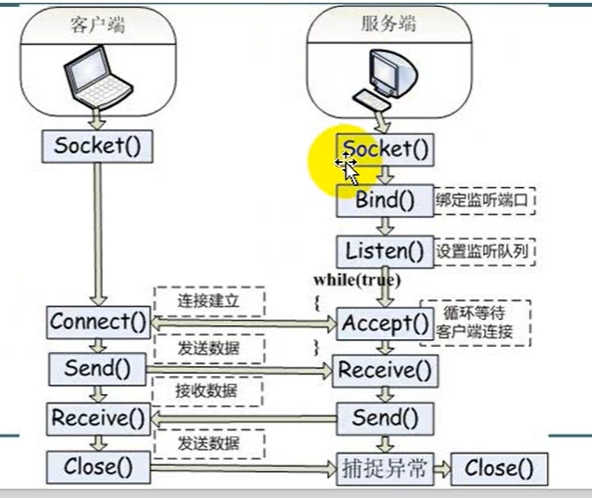 客户端
服务端
Socket()
Socket()
Bind()
绑定监听端口
Listen()
设置监听队列
while(true)
{
连接建立
Connect()
Accept()
循环等待
客户端连接
}
发送数据
Send()
Receive()
接收数据
Receive()
Send()
发送数据
Close()
捕捉异常
Close()